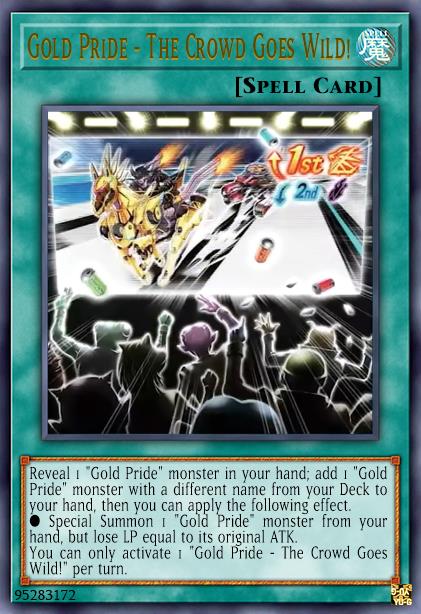 GOLD PRIDE - THE CROWD GOES WILD!
SPELL
魔
[SPELL CARD]
1st
2nd
Reveal 1 "Gold Pride" monster in your hand; add 1 "Gold
Pride" monster with a different name from your Deck to
your hand, then you can apply the following effect.
● Special Summon 1 "Gold Pride" monster from your
hand, but lose LP equal to its original ATK.
You can only activate 1 "Gold Pride - The Crowd Goes
Wild!" per turn.
95283172